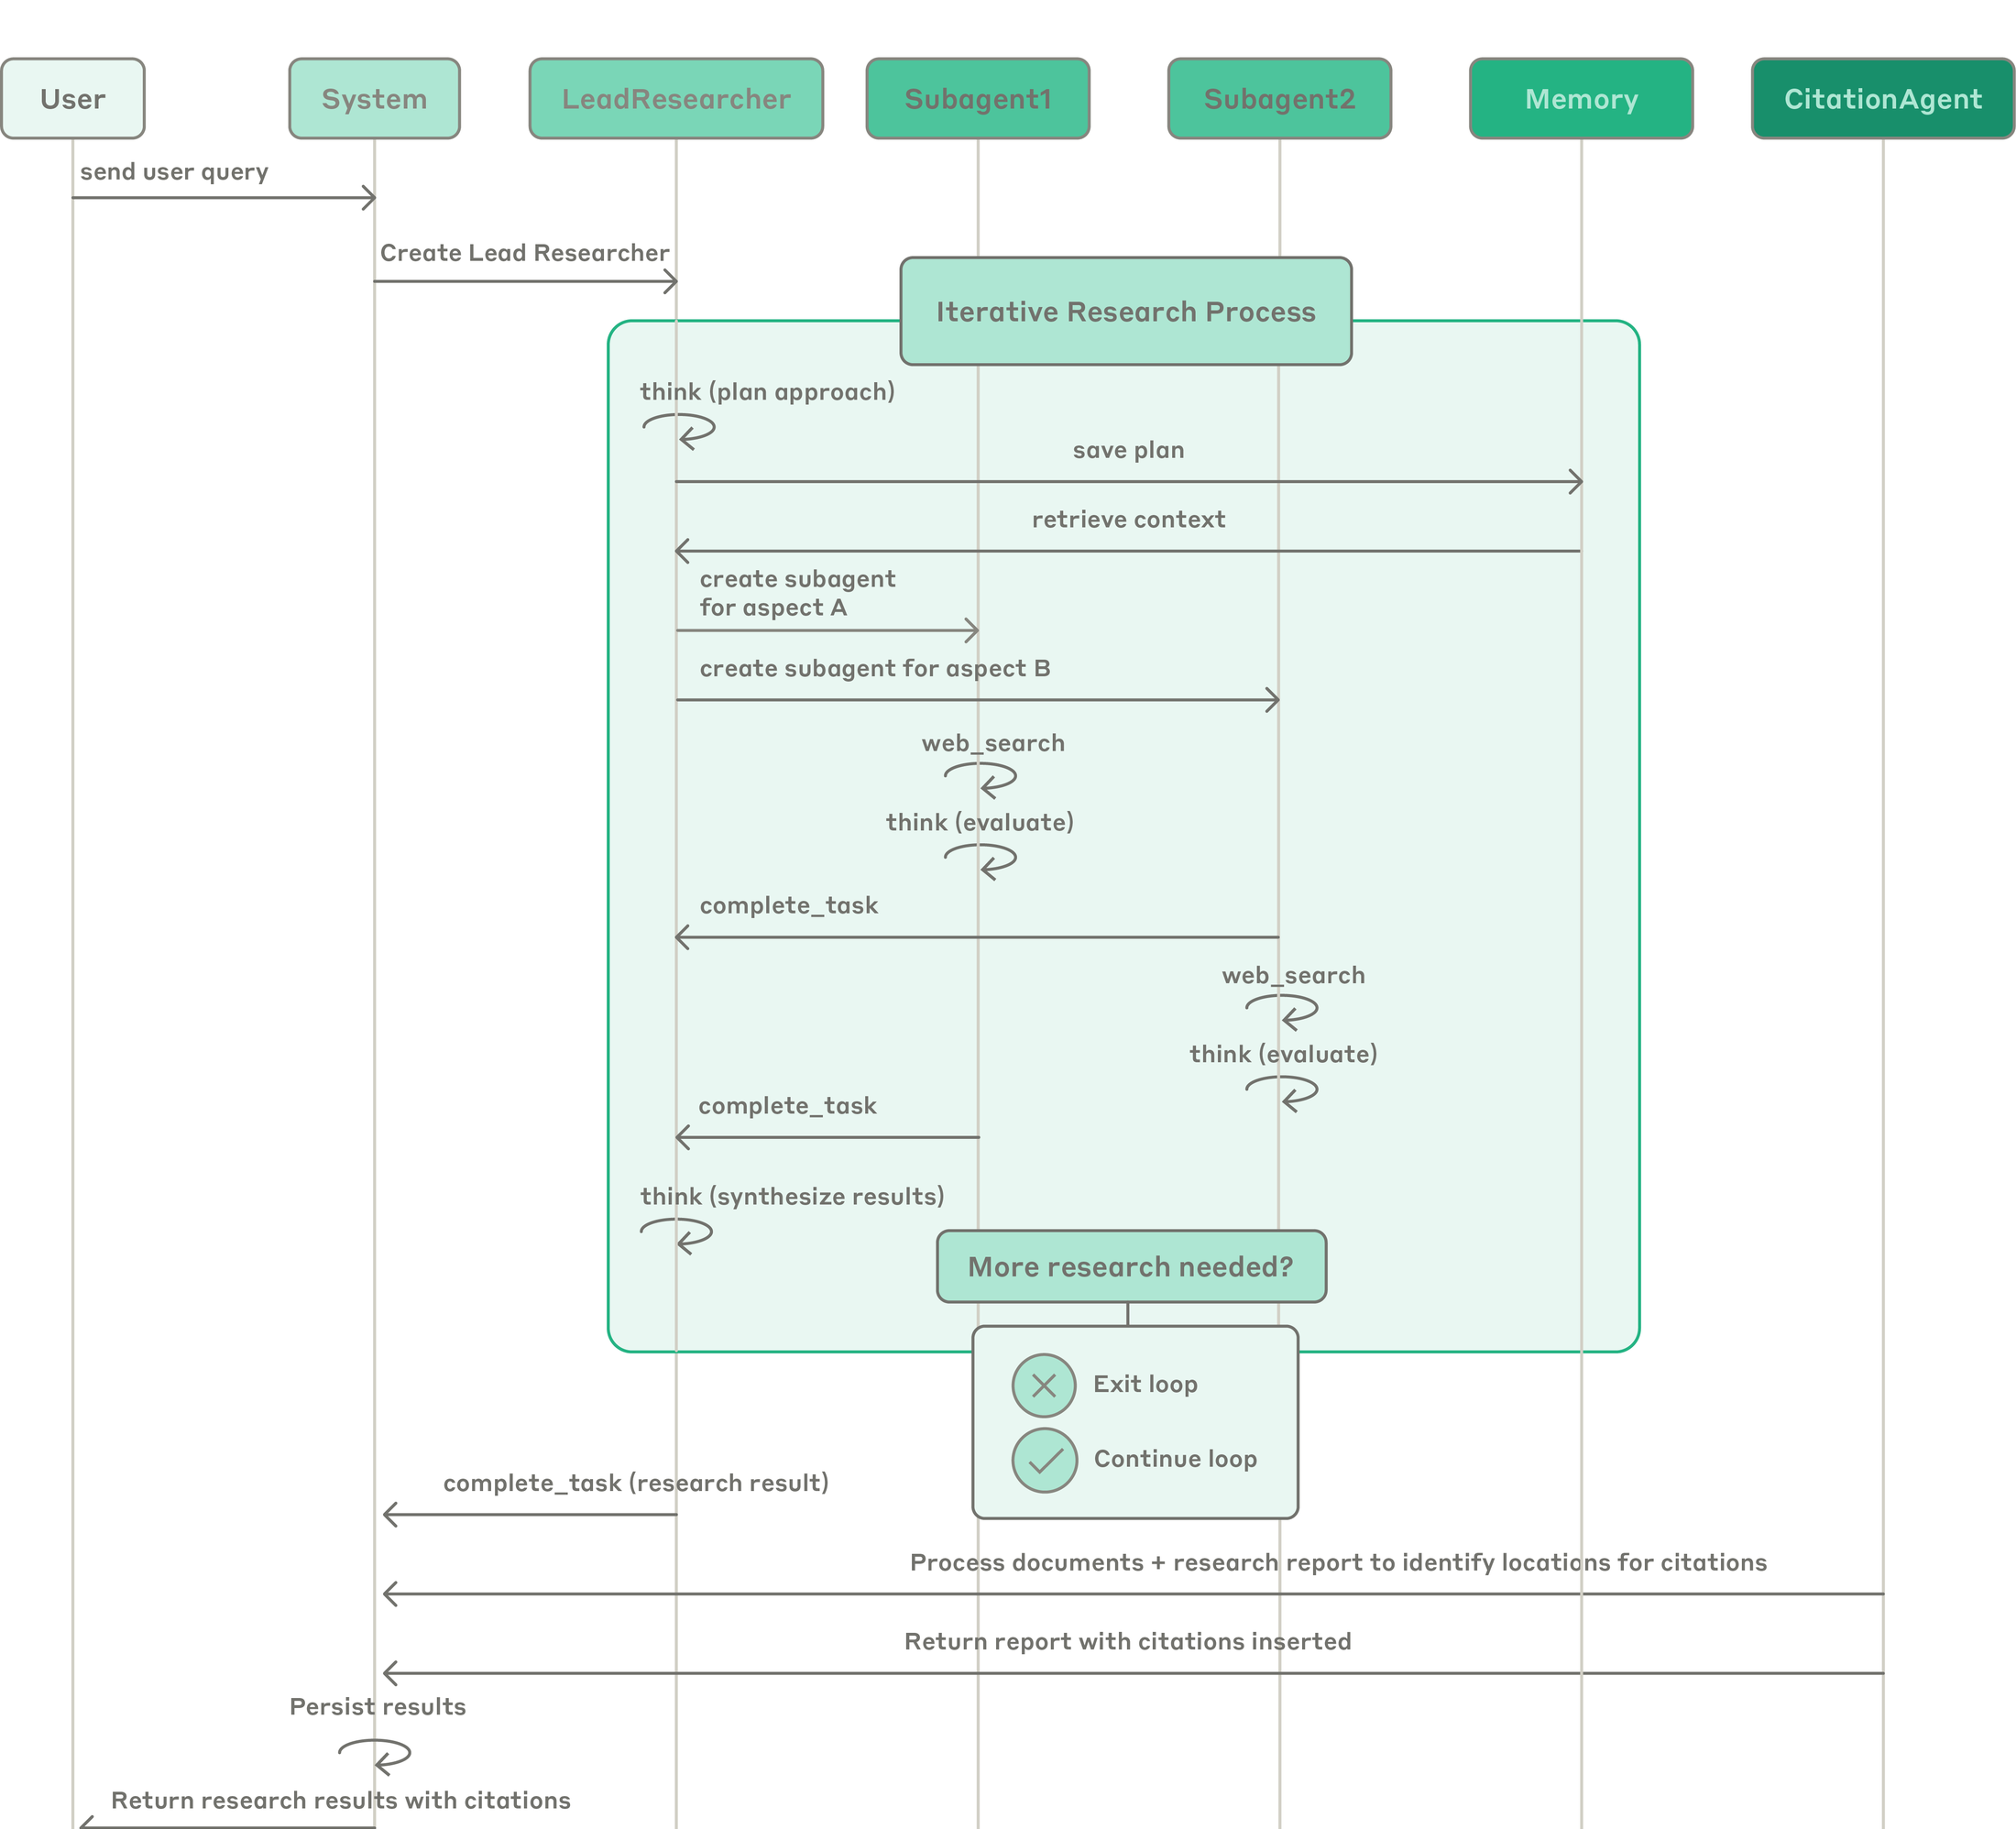 User
System
LeadResearcher
Subagent1
Subagent2
Memory
CitationAgent
send user query
Create Lead Researcher
Iterative Research Process
think (plan approach)
save plan
retrieve context
create subagent
for aspect A
create subagent for aspect B
web_search
think (evaluate)
complete_task
web_search
think (evaluate)
complete_task
think (synthesize results)
More research needed?
Exit loop
Continue loop
complete_task (research result)
Process documents + research report to identify locations for citations
Return report with citations inserted
Persist results
Return research results with citations